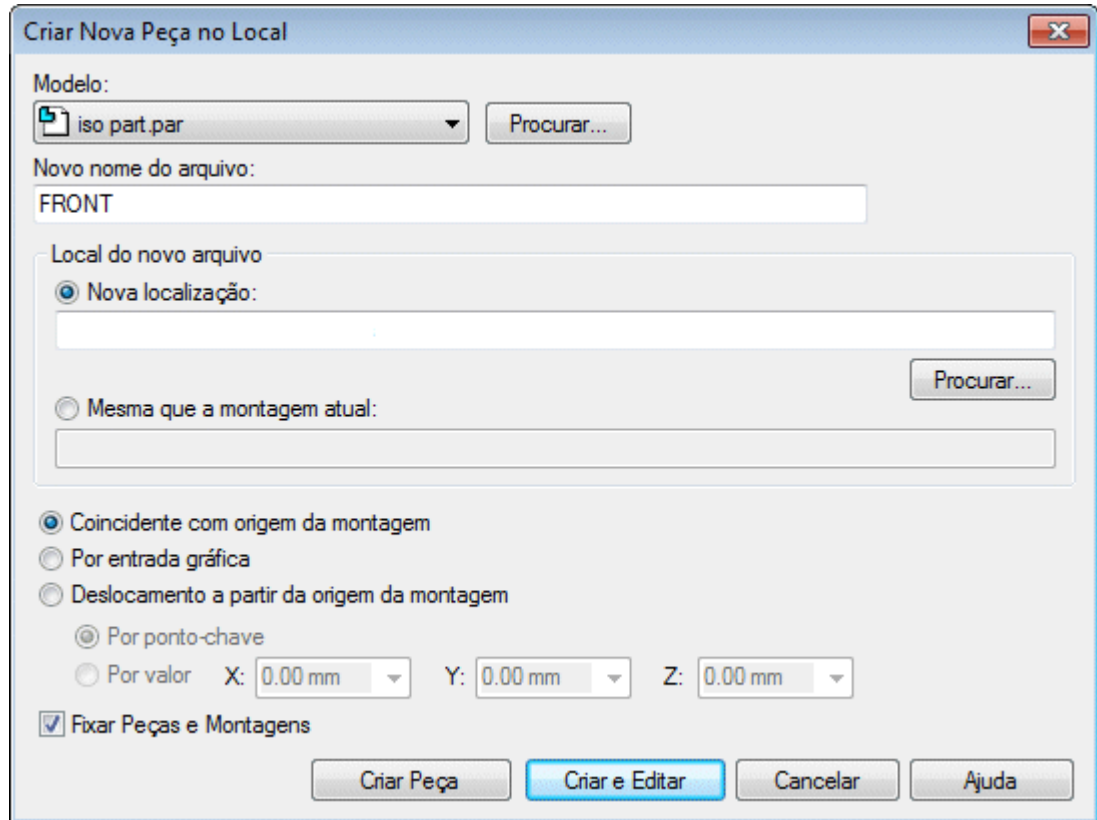 Criar Nova Peça no Local
Modelo:
iso part.par Procurar...
Novo nome do arquivo:
FRONT
Local do novo arquivo
Nova localização:
Procurar...
Mesma que a montagem atual:
Coincidente com origem da montagem
Por entrada gráfica
Deslocamento a partir da origem da montagem
Por ponto-chave
Por valor X: 0.00 mm Y: 0.00 mm Z: 0.00 mm
Fixar Peças e Montagens
Criar Peça Criar e Editar Cancelar Ajuda